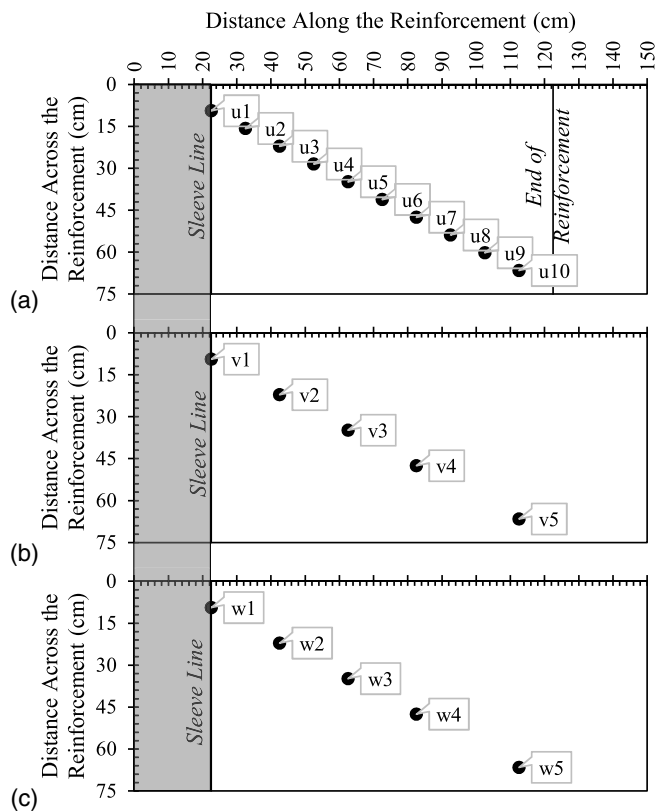 Distance Along the Reinforcement (cm)
0 10 20 30 40 50 60 70 80 90 100 110 120 130 140 150
Distance Across the
Reinforcement (cm)
0
15
30
45
60
75
Sleeve Line
u1
u2
u3
u4
u5
u6
u7
u8
u9
u10
End of
Reinforcement
(a)
Distance Across the
Reinforcement (cm)
0
15
30
45
60
75
Sleeve Line
v1
v2
v3
v4
v5
(b)
Distance Across the
Reinforcement (cm)
0
15
30
45
60
75
Sleeve Line
w1
w2
w3
w4
w5
(c)